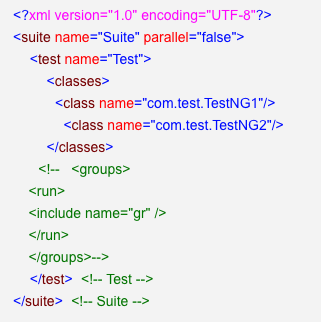 <?xml version="1.0" encoding="UTF-8"?>
<suite name="Suite" parallel="false">
<test name="Test">
<classes>
<class name="com.test.TestNG1"/>
<class name="com.test.TestNG2"/>
</classes>
<!-- <groups>
<run>
<include name="gr" />
</run>
</groups>-->
</test> <!-- Test -->
</suite> <!-- Suite -->